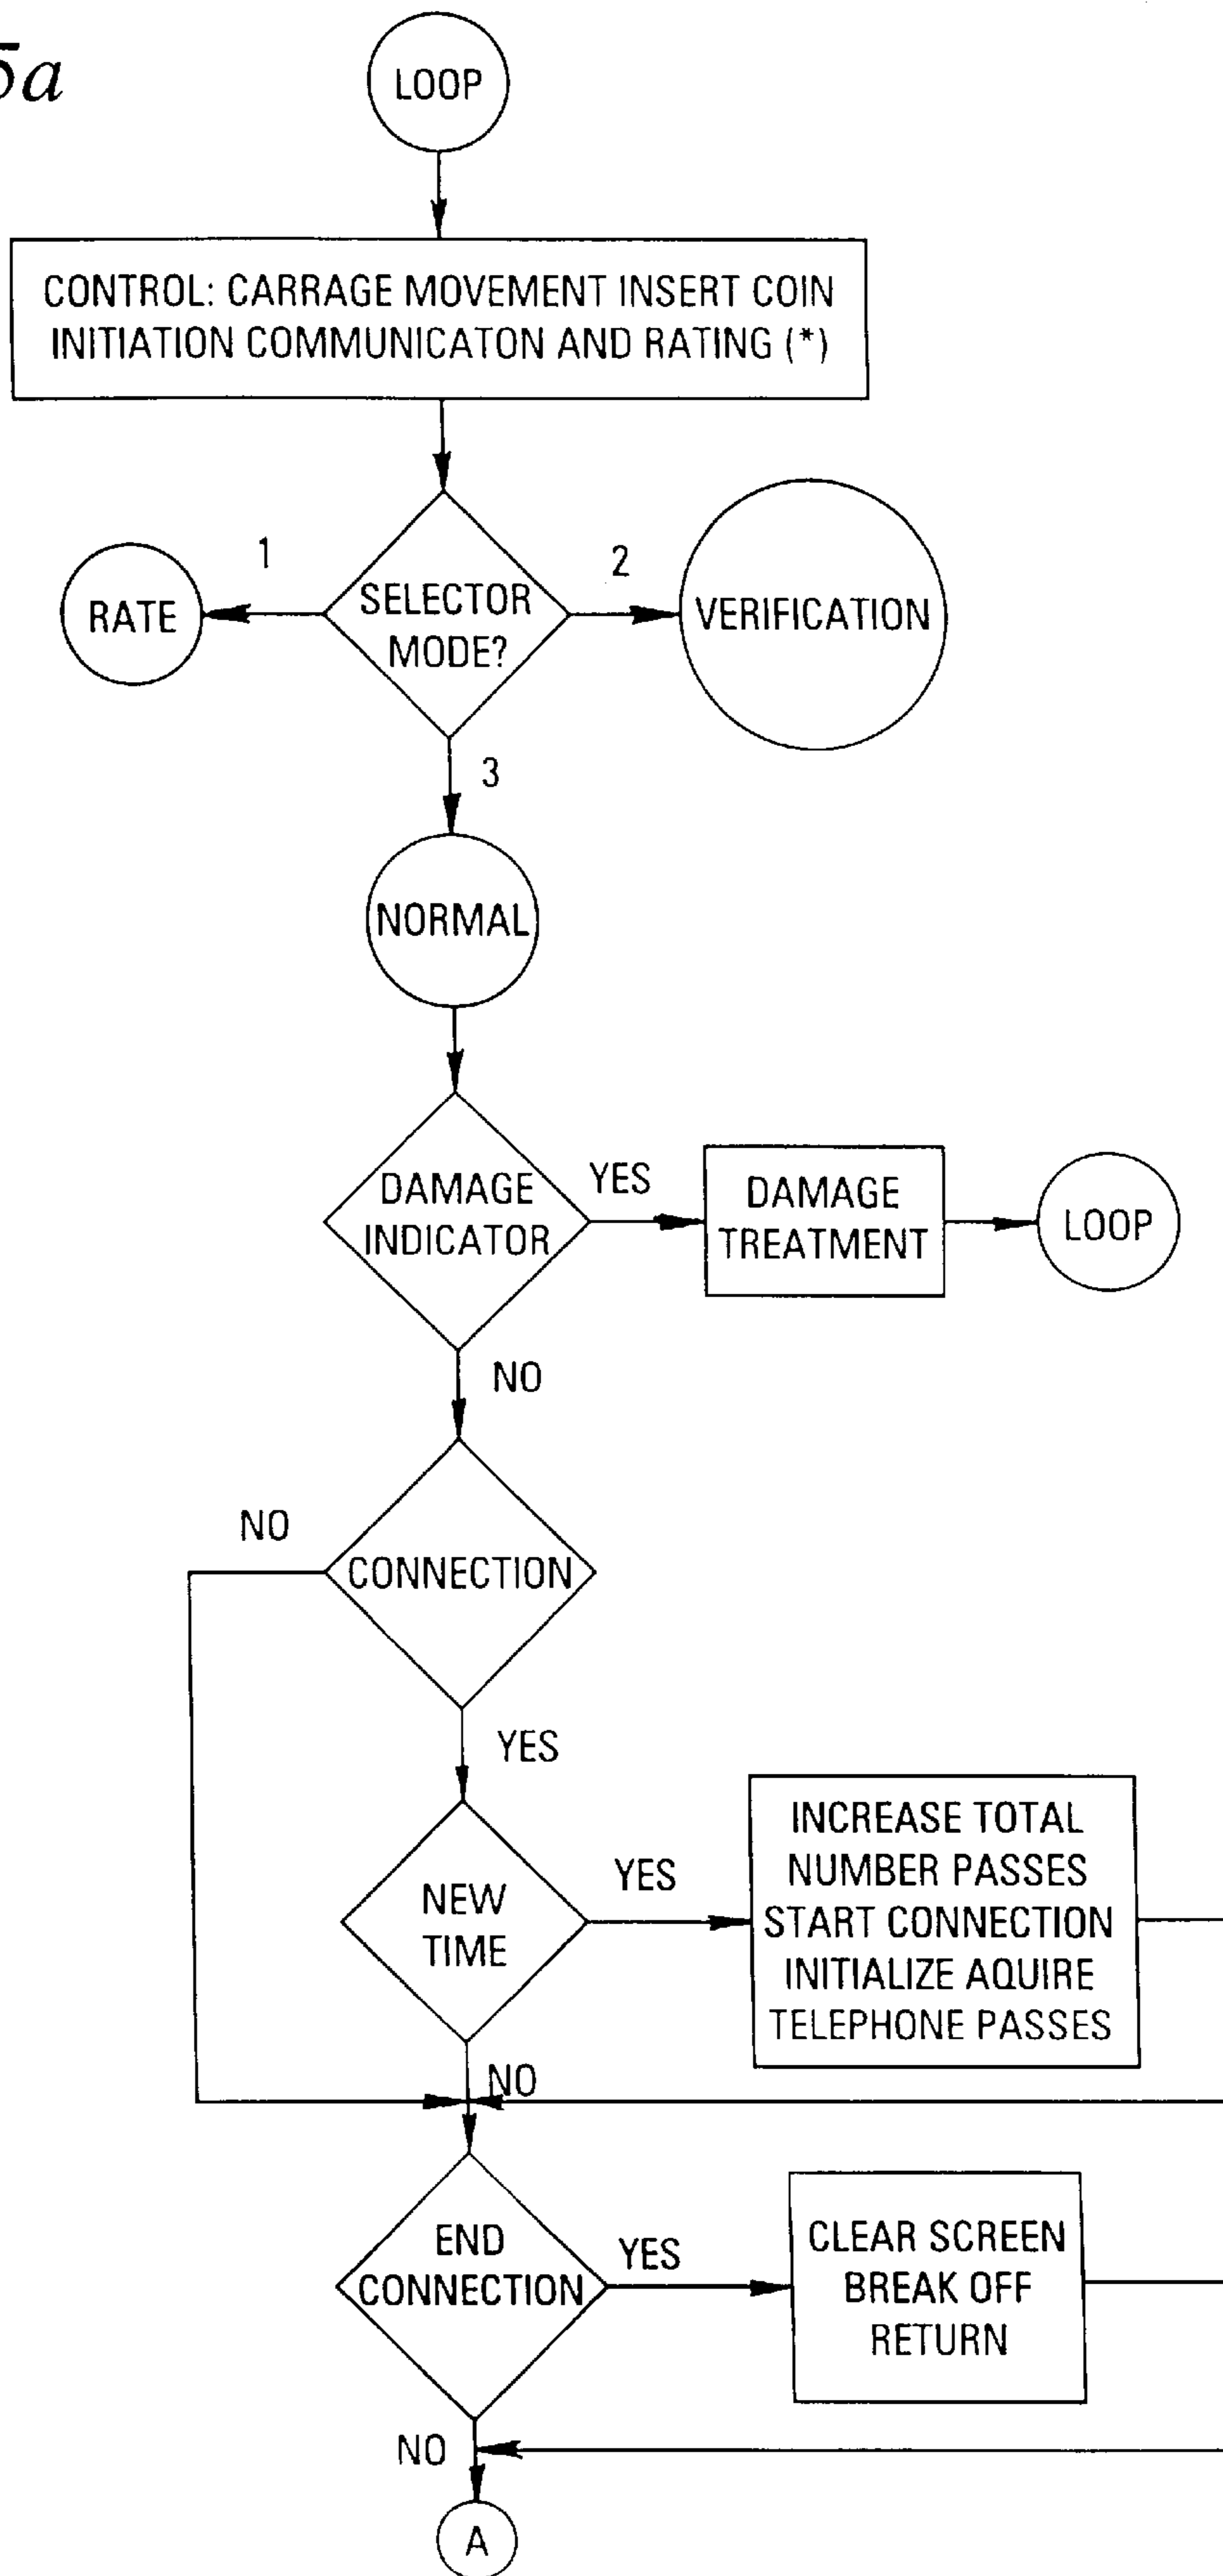 5a
LOOP
CONTROL: CARRAGE MOVEMENT INSERT COIN
INITIATION COMMUNICATON AND RATING (*)
1
2
RATE
SELECTOR
MODE?
VERIFICATION
3
NORMAL
DAMAGE
INDICATOR
YES
DAMAGE
TREATMENT
LOOP
NO
NO
CONNECTION
YES
NEW
TIME
YES
INCREASE TOTAL
NUMBER PASSES
START CONNECTION
INITIALIZE AQUIRE
TELEPHONE PASSES
NO
END
CONNECTION
YES
CLEAR SCREEN
BREAK OFF
RETURN
NO
A